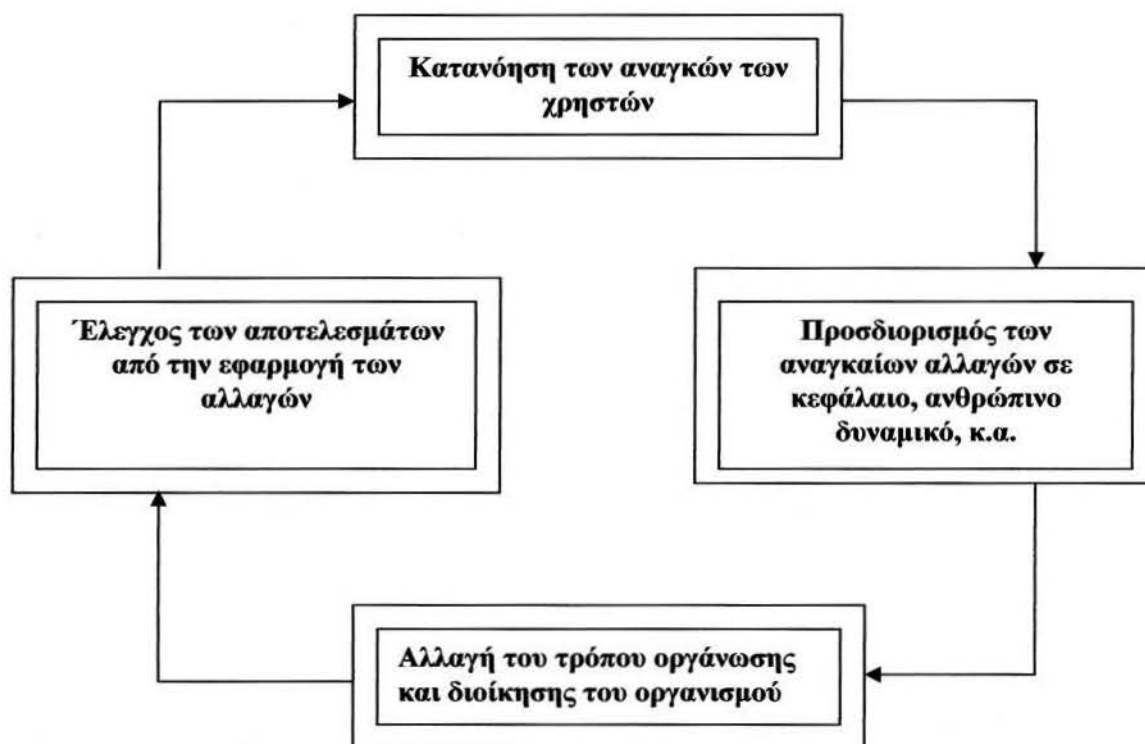 Κατανόηση των αναγκών των
χρηστών
Έλεγχος των αποτελεσμάτων
από την εφαρμογή των
αλλαγών
Προσδιορισμός των
αναγκαίων αλλαγών σε
κεφάλαιο, ανθρώπινο
δυναμικό, κ.α.
Αλλαγή του τρόπου οργάνωσης
και διοίκησης του οργανισμού